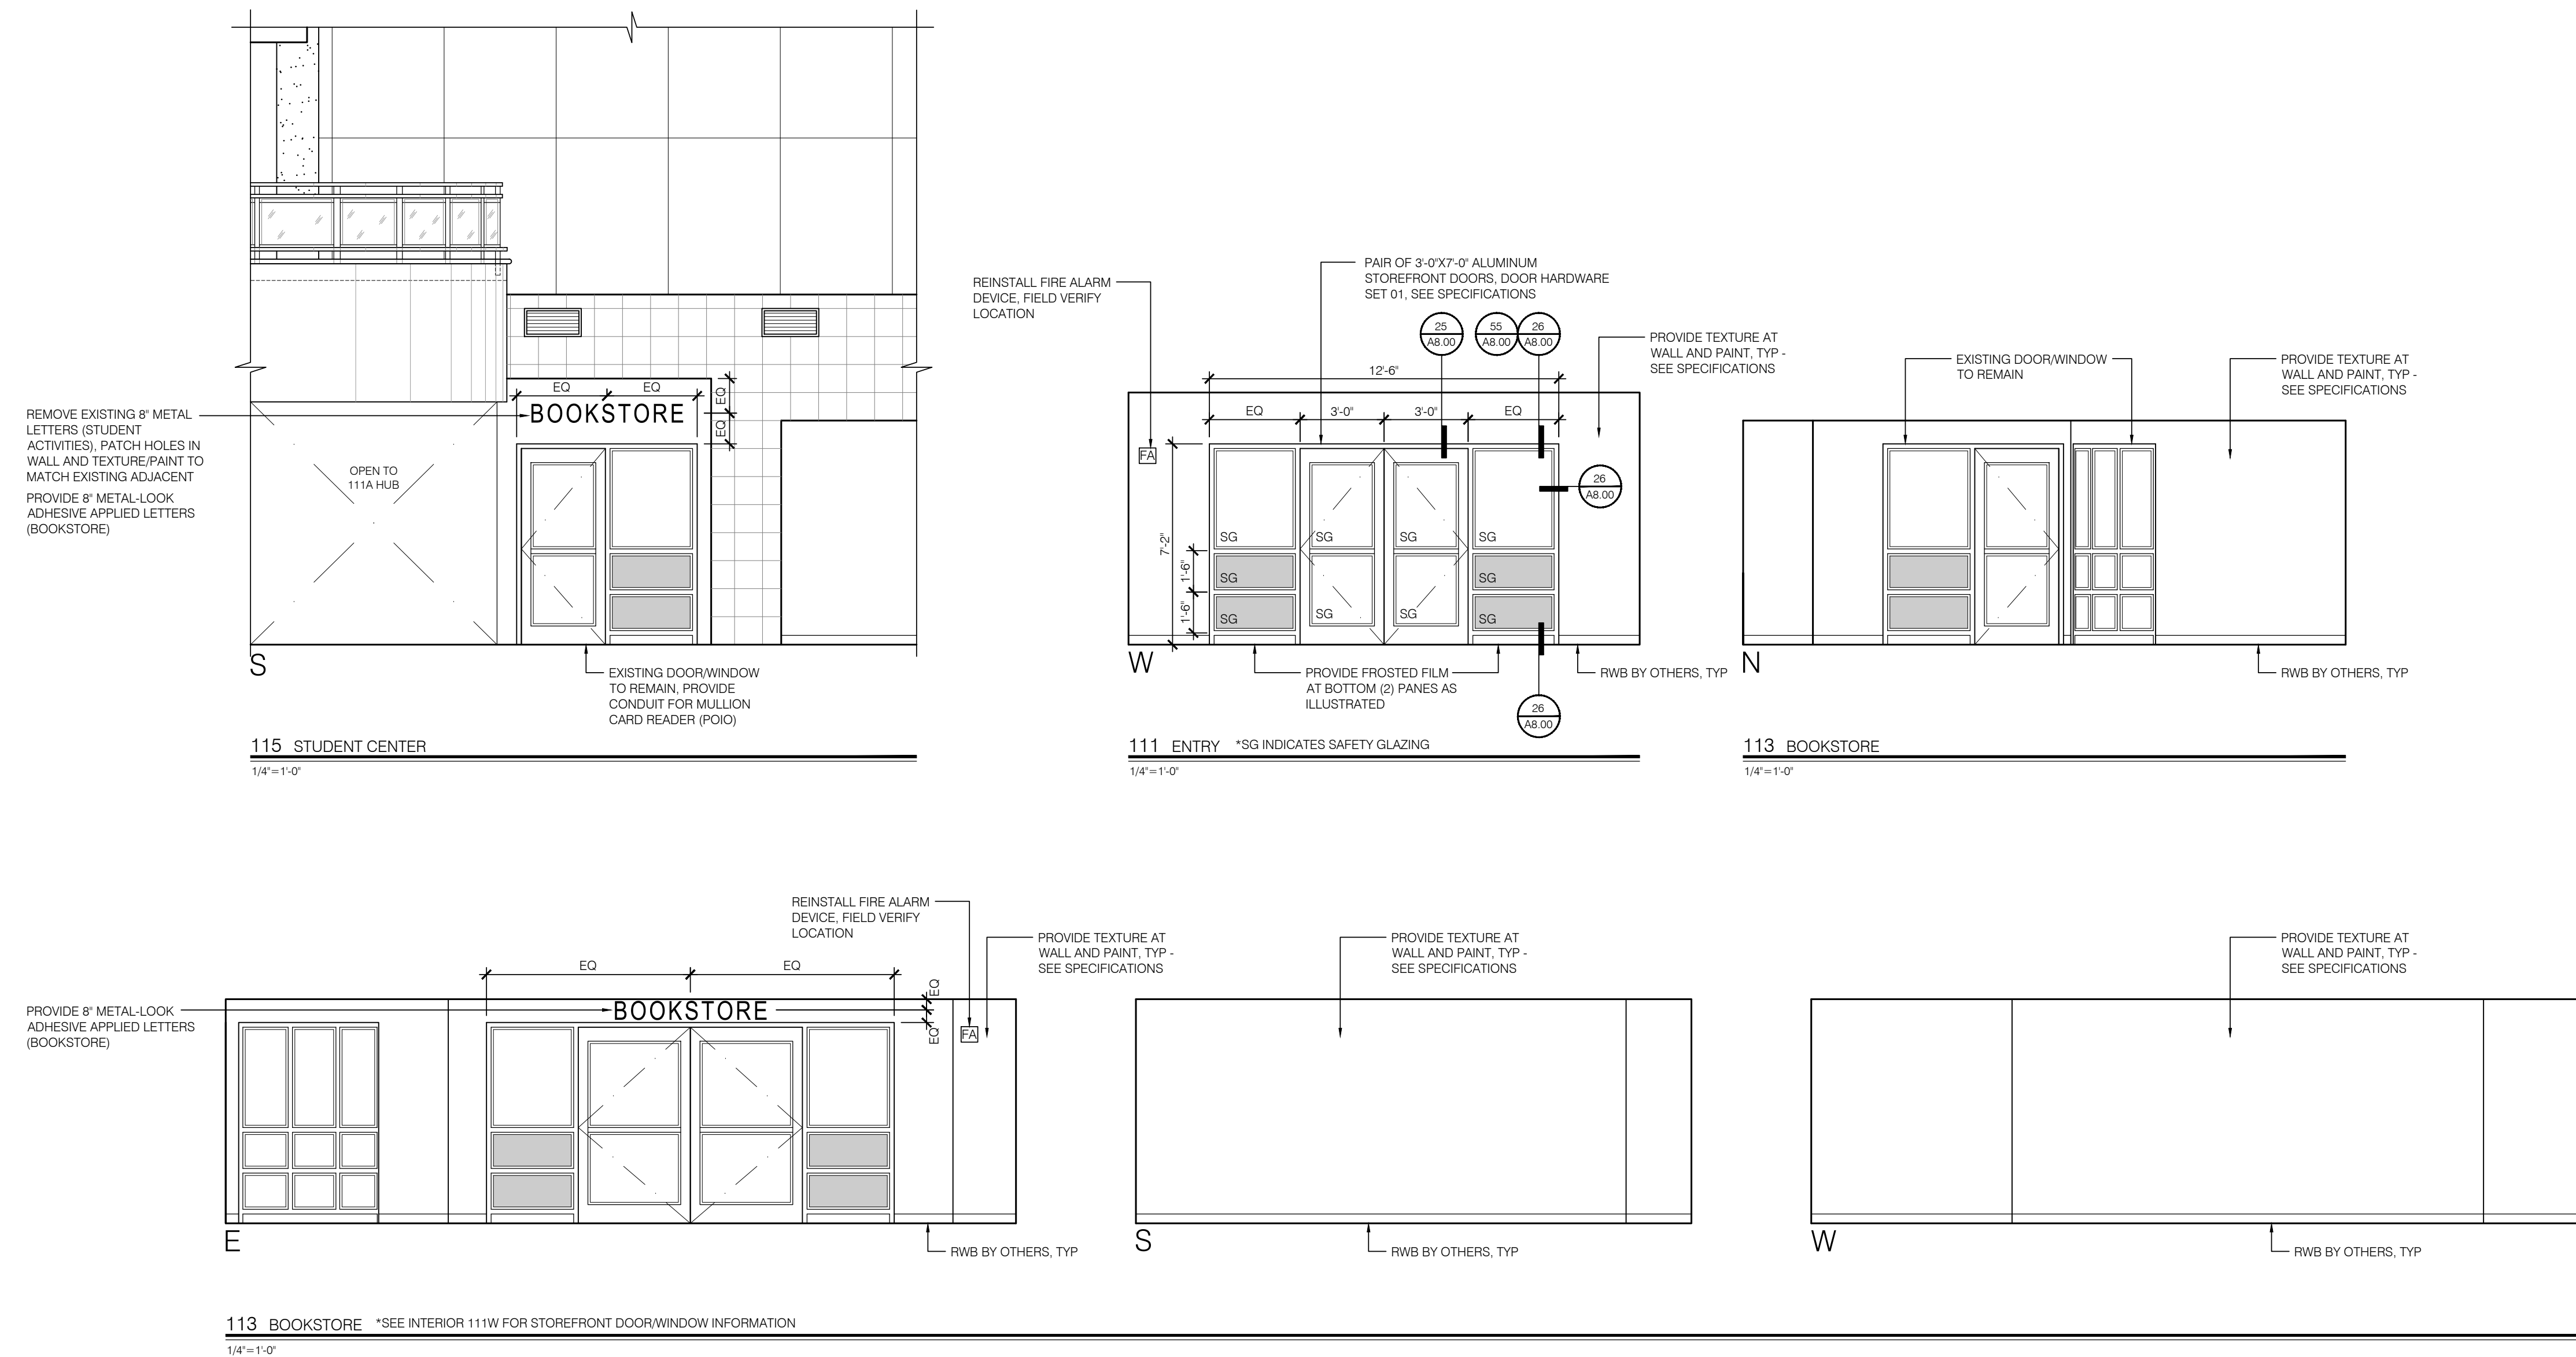 REMOVE EXISTING 8" METAL
LETTERS (STUDENT
ACTIVITIES), PATCH HOLES IN
WALL AND TEXTURE/PAINT TO
MATCH EXISTING ADJACENT
PROVIDE 8" METAL-LOOK
ADHESIVE APPLIED LETTERS
(BOOKSTORE)
EQ
EQ
EQ
EQ
BOOKSTORE
OPEN TO
111A HUB
S
EXISTING DOOR/WINDOW
TO REMAIN, PROVIDE
CONDUIT FOR MULLION
CARD READER (POIO)
115 STUDENT CENTER
1/4"=1'-0"
REINSTALL FIRE ALARM
DEVICE, FIELD VERIFY
LOCATION
PAIR OF 3'-0"X7'-0" ALUMINUM
STOREFRONT DOORS, DOOR HARDWARE
SET 01, SEE SPECIFICATIONS
25
A8.00
55
A8.00
26
A8.00
PROVIDE TEXTURE AT
WALL AND PAINT, TYP -
SEE SPECIFICATIONS
12'-6"
EQ
3'-0"
3'-0"
EQ
FA
26
A8.00
7'-2"
1'-6"
1'-6"
SG
SG
SG
SG
SG
SG
SG
SG
SG
SG
W
PROVIDE FROSTED FILM
AT BOTTOM (2) PANES AS
ILLUSTRATED
RWB BY OTHERS, TYP
26
A8.00
111 ENTRY *SG INDICATES SAFETY GLAZING
1/4"=1'-0"
EXISTING DOOR/WINDOW
TO REMAIN
PROVIDE TEXTURE AT
WALL AND PAINT, TYP -
SEE SPECIFICATIONS
N
RWB BY OTHERS, TYP
113 BOOKSTORE
1/4"=1'-0"
REINSTALL FIRE ALARM
DEVICE, FIELD VERIFY
LOCATION
PROVIDE TEXTURE AT
WALL AND PAINT, TYP -
SEE SPECIFICATIONS
EQ
EQ
EQ
EQ
PROVIDE 8" METAL-LOOK
ADHESIVE APPLIED LETTERS
(BOOKSTORE)
BOOKSTORE
FA
E
RWB BY OTHERS, TYP
PROVIDE TEXTURE AT
WALL AND PAINT, TYP -
SEE SPECIFICATIONS
S
RWB BY OTHERS, TYP
PROVIDE TEXTURE AT
WALL AND PAINT, TYP -
SEE SPECIFICATIONS
W
RWB BY OTHERS, TYP
113 BOOKSTORE *SEE INTERIOR 111W FOR STOREFRONT DOOR/WINDOW INFORMATION
1/4"=1'-0"